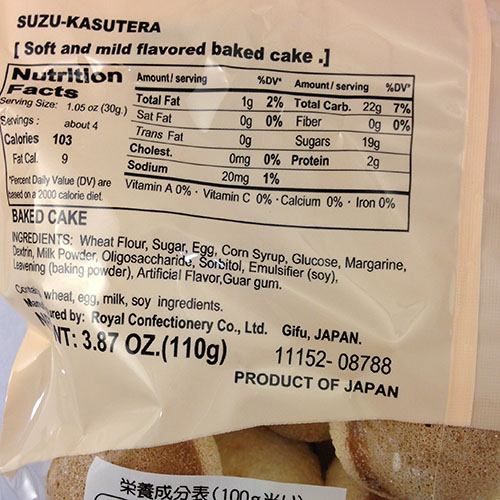 SUZU-KASUTERA
[ Soft and mild flavored baked cake .]
Nutrition Facts
Serving Size: 1.05 oz (30g.)
Servings : about 4
Calories 103
Fat Cal. 9
*Percent Daily Value (DV) are
based on a 2000 calorie diet.
Amount/ serving %DV* Amount/ serving %DV*
Total Fat 1g 2% Total Carb. 22g 7%
Sat Fat 0g 0% Fiber 0g 0%
Trans Fat 0g Sugars 19g
Cholest. 0mg 0% Protein 2g
Sodium 20mg 1%
Vitamin A 0% · Vitamin C 0% · Calcium 0% · Iron 0%
BAKED CAKE
INGREDIENTS: Wheat Flour, Sugar, Egg, Corn Syrup, Glucose, Margarine,
Dextrin, Milk Powder, Oligosaccharide, Sorbitol, Emulsifier (soy),
Leavening (baking powder), Artificial Flavor,Guar gum.
wheat, egg, milk, soy ingredients.
by: Royal Confectionery Co., Ltd. Gifu, JAPAN.
WT: 3.87 OZ.(110g) 11152- 08788
PRODUCT OF JAPAN
栄養成分表(100g